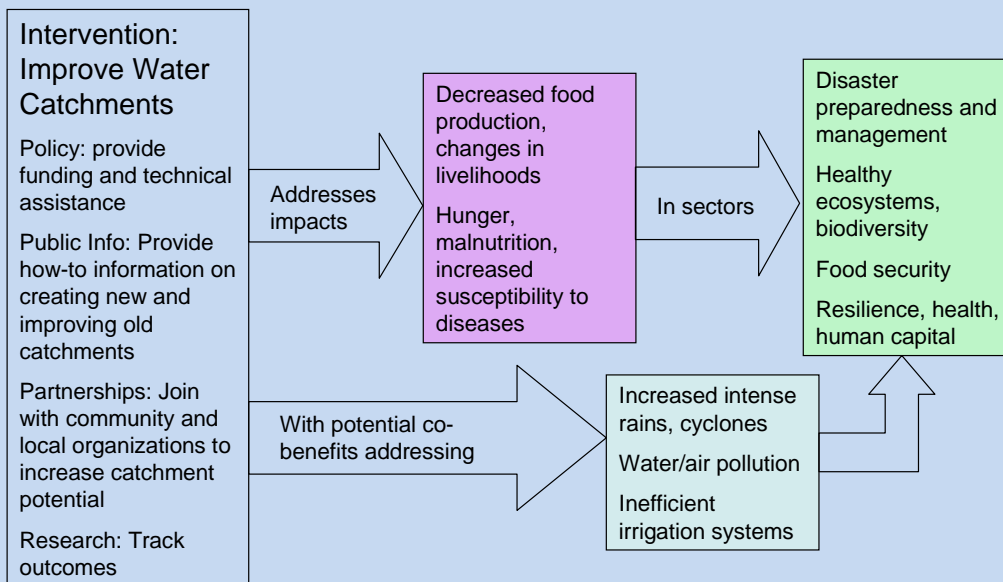 Intervention:
Improve Water
Catchments
Policy: provide
funding and technical
assistance
Public Info: Provide
how-to information on
creating new and
improving old
catchments
Partnerships: Join
with community and
local organizations to
increase catchment
potential
Research: Track
outcomes
Addresses
impacts
Decreased food
production,
changes in
livelihoods
Hunger,
malnutrition,
increased
susceptibility to
diseases
In sectors
Disaster
preparedness and
management
Healthy
ecosystems,
biodiversity
Food security
Resilience, health,
human capital
With potential co-
benefits addressing
Increased intense
rains, cyclones
Water/air pollution
Inefficient
irrigation systems